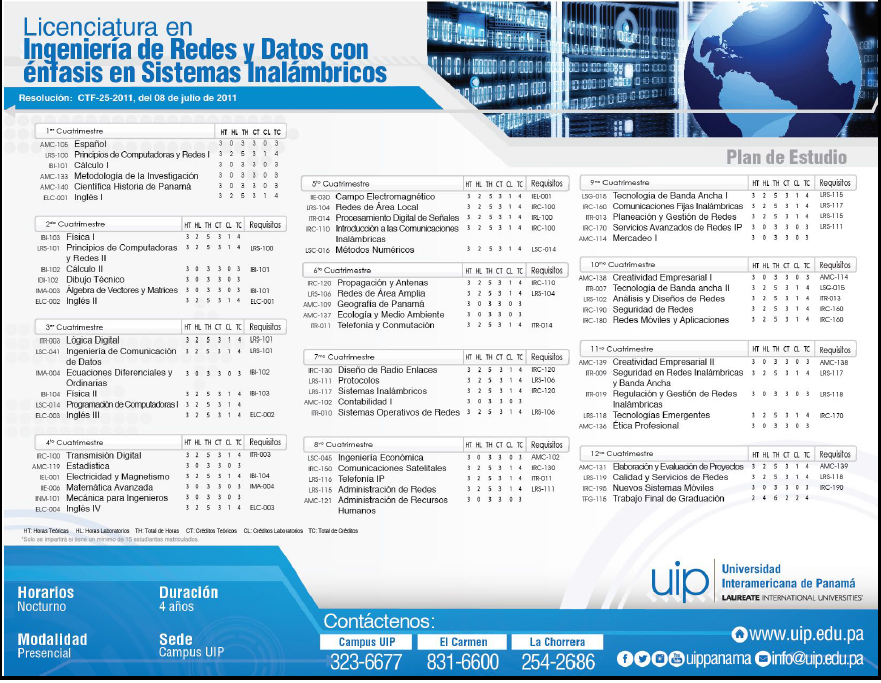 Licenciatura en
Ingeniería de Redes y Datos con
énfasis en Sistemas Inalámbricos
Resolución: CTF-25-2011, del 08 de julio de 2011
Plan de Estudio
1er Cuatrimestre HT HL TH CT CL TC
AMC-105 Español 3 0 3 3 0 3
LRS-100 Principios de Computadoras y Redes I 3 2 5 3 1 4
IBI-101 Cálculo I 3 0 3 3 0 3
AMC-133 Metodología de la Investigación 3 0 3 3 0 3
AMC-140 Científica Historia de Panamá 3 0 3 3 0 3
ELC-001 Inglés I 3 2 5 3 1 4
2do Cuatrimestre HT HL TH CT CL TC Requisitos
IBI-103 Física I 3 2 5 3 1 4
LRS-101 Principios de Computadoras 3 2 5 3 1 4 LRS-100
y Redes II
IBI-102 Cálculo II 3 0 3 3 0 3 IBI-101
IDI-102 Dibujo Técnico 3 0 3 3 0 3
IMA-003 Álgebra de Vectores y Matrices 3 0 3 3 0 3 IBI-101
ELC-002 Inglés II 3 2 5 3 1 4 ELC-001
3er Cuatrimestre HT HL TH CT CL TC Requisitos
ITR-003 Lógica Digital 3 2 5 3 1 4 LRS-101
LSC-041 Ingeniería de Comunicación 3 2 5 3 1 4 LRS-101
de Datos
IMA-004 Ecuaciones Diferenciales y 3 0 3 3 0 3 IBI-102
Ordinarias
IBI-104 Física II 3 2 5 3 1 4 IBI-103
LSC-014 Programación de Computadoras I 3 2 5 3 1 4
ELC-003 Inglés III 3 2 5 3 1 4 ELC-002
4to Cuatrimestre HT HL TH CT CL TC Requisitos
IRC-100 Transmisión Digital 3 2 5 3 1 4 ITR-003
AMC-119 Estadística 3 0 3 3 0 3
IEL-001 Electricidad y Magnetismo 3 2 5 3 1 4 IBI-104
IIE-006 Matemática Avanzada 3 0 3 3 0 3 IMA-004
INM-101 Mecánica para Ingenieros 3 0 3 3 0 3
ELC-004 Inglés IV 3 2 5 3 1 4 ELC-003
HT: Horas Teóricas HL: Horas Laboratorios TH: Total de Horas CT: Créditos Teóricos CL: Créditos Laboratorios TC: Total de Créditos
*Solo se impartirá si tiene un mínimo de 15 estudiantes matriculados.
5to Cuatrimestre HT HL TH CT CL TC Requisitos
IIE-030 Campo Electromagnético 3 2 5 3 1 4 IEL-001
LRS-104 Redes de Área Local 3 2 5 3 1 4 IRC-100
ITR-014 Procesamiento Digital de Señales 3 2 5 3 1 4 IRL-100
IRC-110 Introducción a las Comunicaciones 3 2 5 3 1 4 IRC-100
Inalámbricas
LSC-016 Métodos Numéricos 3 2 5 3 1 4 LSC-014
6to Cuatrimestre HT HL TH CT CL TC Requisitos
IRC-120 Propagación y Antenas 3 2 5 3 1 4 IRC-110
LRS-106 Redes de Área Amplia 3 2 5 3 1 4 LRS-104
AMC-109 Geografía de Panamá 3 0 3 3 0 3
AMC-137 Ecología y Medio Ambiente 3 0 3 3 0 3
ITR-011 Telefonía y Conmutación 3 2 5 3 1 4 ITR-014
7mo Cuatrimestre HT HL TH CT CL TC Requisitos
IRC-130 Diseño de Radio Enlaces 3 2 5 3 1 4 IRC-120
LRS-111 Protocolos 3 2 5 3 1 4 LRS-106
LRS-117 Sistemas Inalámbricos 3 2 5 3 1 4 IRC-120
AMC-102 Contabilidad I 3 0 3 3 0 3
ITR-010 Sistemas Operativos de Redes 3 2 5 3 1 4 LRS-106
8vo Cuatrimestre HT HL TH CT CL TC Requisitos
LSC-045 Ingeniería Económica 3 0 3 3 0 3 AMC-102
IRC-150 Comunicaciones Satelitales 3 2 5 3 1 4 IRC-130
LRS-116 Telefonía IP 3 2 5 3 1 4 ITR-011
LRS-115 Administración de Redes 3 2 5 3 1 4 LRS-111
AMC-121 Administración de Recursos 3 0 3 3 0 3
Humanos
9no Cuatrimestre HT HL TH CT CL TC Requisitos
LSG-015 Tecnología de Banda Ancha I 3 2 5 3 1 4 LRS-115
IRC-160 Comunicaciones Fijas Inalámbricas 3 2 5 3 1 4 LRS-117
ITR-013 Planeación y Gestión de Redes 3 2 5 3 1 4 LRS-115
IRC-170 Servicios Avanzados de Redes IP 3 0 3 3 0 3 LRS-111
AMC-114 Mercadeo I 3 0 3 3 0 3
10mo Cuatrimestre HT HL TH CT CL TC Requisitos
AMC-138 Creatividad Empresarial I 3 0 3 3 0 3 AMC-114
ITR-007 Tecnología de Banda Ancha II 3 2 5 3 1 4 LSG-015
LRS-102 Análisis y Diseños de Redes 3 2 5 3 1 4 ITR-013
IRC-190 Seguridad de Redes 3 2 5 3 1 4 IRC-160
IRC-180 Redes Móviles y Aplicaciones 3 2 5 3 1 4 IRC-160
11vo Cuatrimestre HT HL TH CT CL TC Requisitos
AMC-139 Creatividad Empresarial II 3 0 3 3 0 3 AMC-138
ITR-009 Seguridad en Redes Inalámbricas 3 2 5 3 1 4 LRS-117
y Banda Ancha
ITR-019 Regulación y Gestión de Redes 3 0 3 3 0 3 LRS-118
Inalámbricas
LRS-118 Tecnologías Emergentes 3 2 5 3 1 4 IRC-170
AMC-136 Ética Profesional 3 0 3 3 0 3
12mo Cuatrimestre HT HL TH CT CL TC Requisitos
AMC-131 Elaboración y Evaluación de Proyectos 3 2 5 3 1 4 AMC-139
LRS-119 Calidad y Servicios de Redes 3 2 5 3 1 4 LRS-118
IRC-195 Nuevos Sistemas Móviles 3 0 3 3 0 3 IRC-190
TFG-116 Trabajo Final de Graduación 2 4 6 2 2 4
Horarios
Nocturno
Duración
4 años
Modalidad
Presencial
Sede
Campus UIP
Contáctenos:
Campus UIP
323-6677
El Carmen
831-6600
La Chorrera
254-2686
uip
Universidad
Interamericana de Panamá
LAUREATE INTERNATIONAL UNIVERSITIES
www.uip.edu.pa
uippanama info@uip.edu.pa